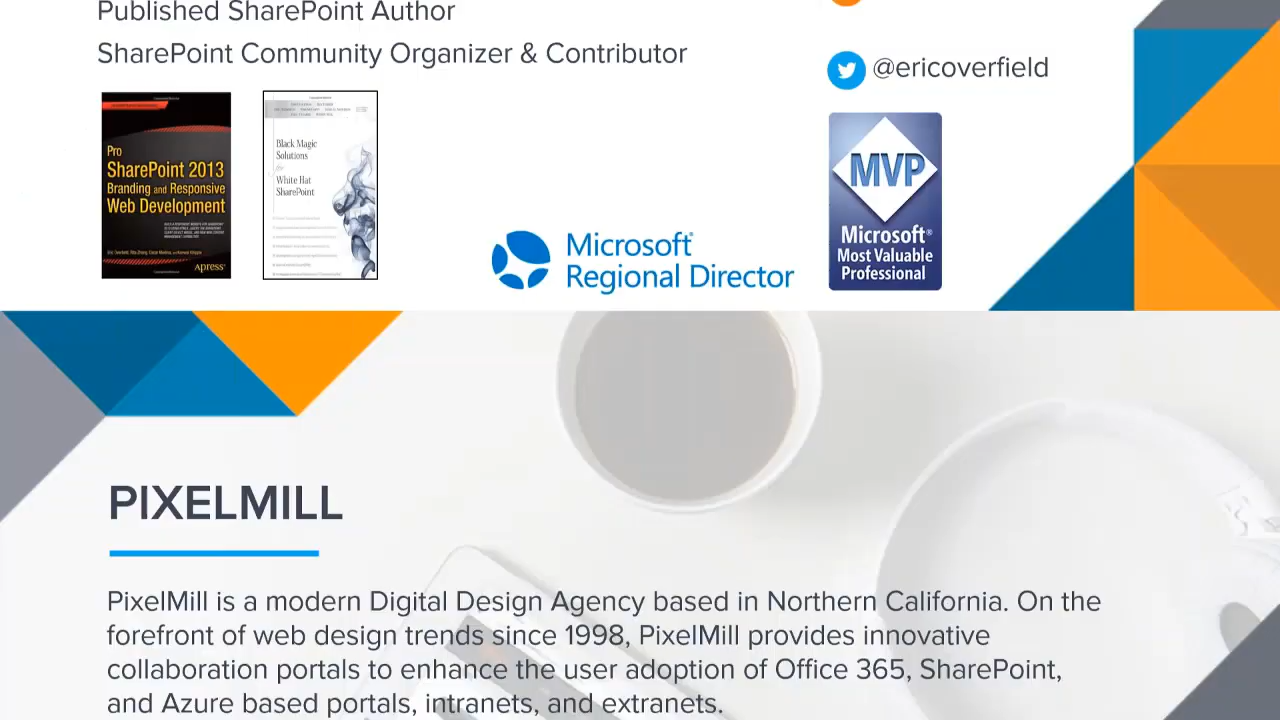 Published SharePoint Author
SharePoint Community Organizer & Contributor
@ericoverfield
Pro
SharePoint 2013
Branding and Responsive
Web Development
Apress®
Black Magic
Solutions
for
White Hat
SharePoint
Microsoft®
Regional Director
MVP
Microsoft®
Most Valuable
Professional
PIXELMILL
PixelMill is a modern Digital Design Agency based in Northern California. On the
forefront of web design trends since 1998, PixelMill provides innovative
collaboration portals to enhance the user adoption of Office 365, SharePoint,
and Azure based portals, intranets, and extranets.